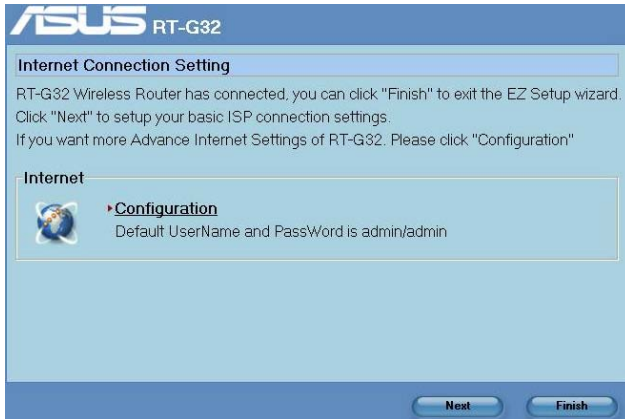 ASUS RT-G32
Internet Connection Setting
RT-G32 Wireless Router has connected, you can click "Finish" to exit the EZ Setup wizard.
Click "Next" to setup your basic ISP connection settings.
If you want more Advance Internet Settings of RT-G32. Please click "Configuration"
Internet
Configuration
Default UserName and PassWord is admin/admin
Next Finish